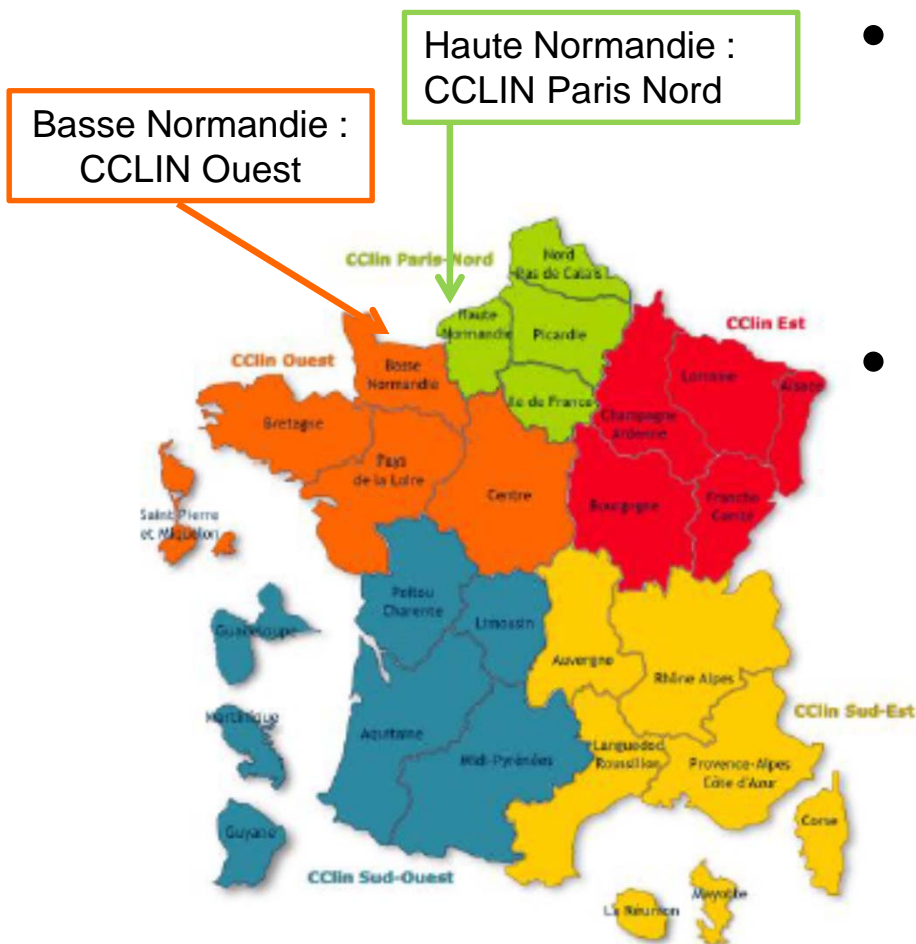 Haute Normandie :
CCLIN Paris Nord
Basse Normandie :
CCLIN Ouest
CClin Paris-Nord
Nord
Pas de Calais
Haute
Normandie
Picardie
CClin Est
CClin Ouest
Basse
Normandie
Lorraine
Alsace
Ile de France
Champagne
Ardenne
Bretagne
Pays
de la Loire
Centre
Bourgogne
Franche
Comté
Saint Pierre
et Miquelon
Poitou
Charente
Limousin
Guadeloupe
Auvergne
Rhône Alpes
CClin Sud-Est
Martinique
Aquitaine
Midi-Pyrénées
Languedoc
Roussillon
Provence-Alpes
Côte d'Azur
Guyane
Corse
CClin Sud-Ouest
Mayotte
La Réunion